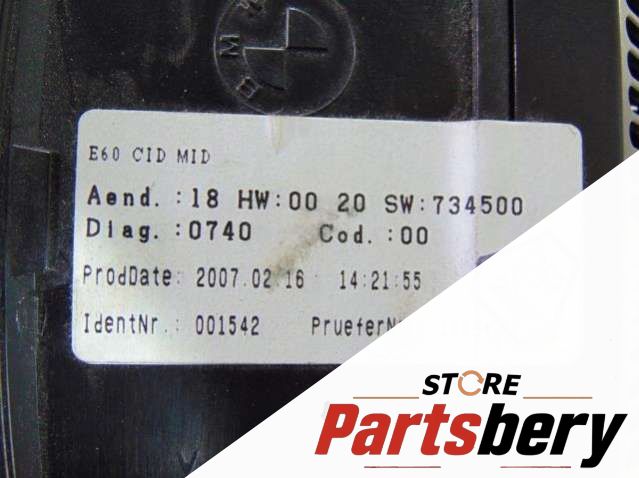 BMW
E60 CID MID
Aend.:18 HW:00 20 SW:734500
Diag.:0740 Cod.:00
ProdDate: 2007.02.16 14:21:55
IdentNr.: 001542
STORE
Partsbery